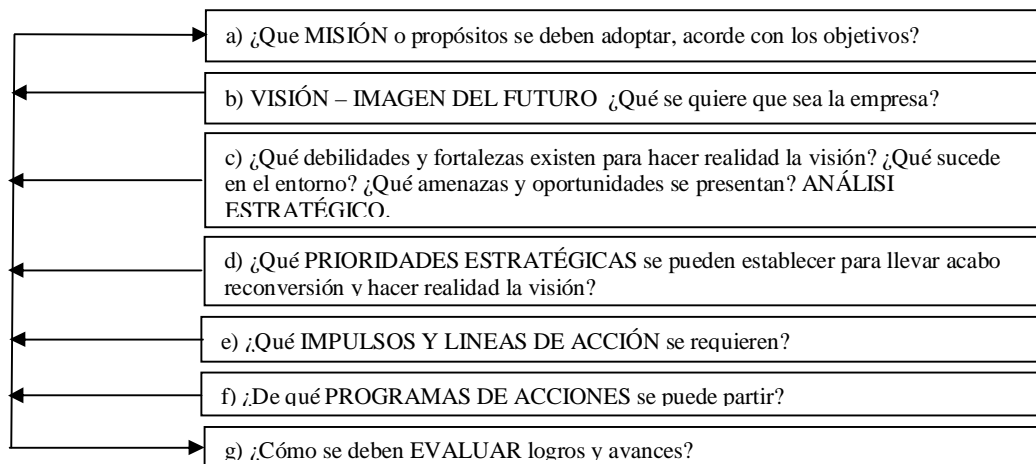 a) ¿Que MISIÓN o propósitos se deben adoptar, acorde con los objetivos?
b) VISIÓN – IMAGEN DEL FUTURO ¿Qué se quiere que sea la empresa?
c) ¿Qué debilidades y fortalezas existen para hacer realidad la visión? ¿Qué sucede
en el entorno? ¿Qué amenazas y oportunidades se presentan? ANÁLISI
ESTRATÉGICO.
d) ¿Qué PRIORIDADES ESTRATÉGICAS se pueden establecer para llevar acabo
reconversión y hacer realidad la visión?
e) ¿Qué IMPULSOS Y LINEAS DE ACCIÓN se requieren?
f) ¿De qué PROGRAMAS DE ACCIONES se puede partir?
g) ¿Cómo se deben EVALUAR logros y avances?